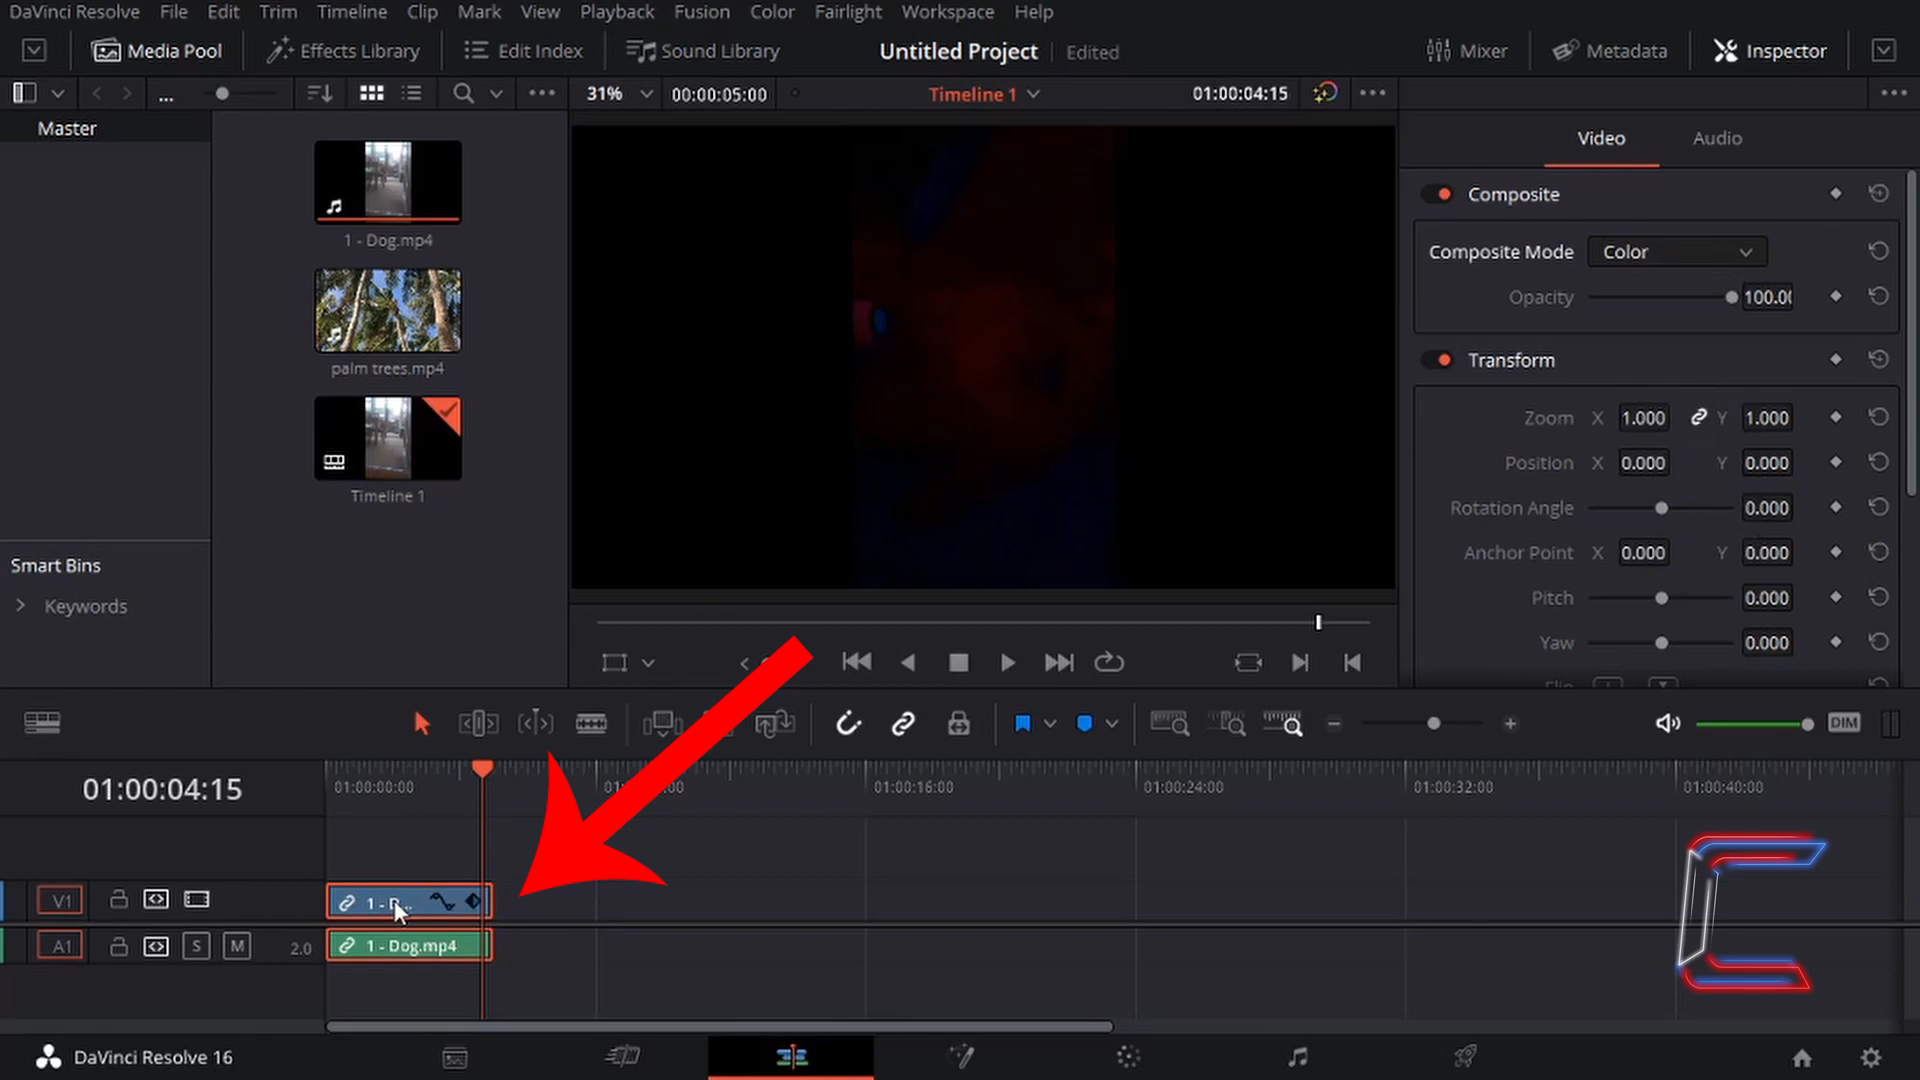 DaVinci Resolve File Edit Trim Timeline Clip Mark View Playback Fusion Color Fairlight Workspace Help
Media Pool Effects Library Edit Index Sound Library Untitled Project Edited Mixer Metadata Inspector
... 31% 00:00:05:00 Timeline 1 01:00:04:15
Master
Video Audio
Composite
1 - Dog.mp4
Composite Mode Color
Opacity 100.00
palm trees.mp4
Transform
Zoom X 1.000 Y 1.000
Position X 0.000 Y 0.000
Timeline 1
Rotation Angle 0.000
Anchor Point X 0.000 Y 0.000
Smart Bins
Pitch 0.000
Keywords
Yaw 0.000
DIM
01:00:04:15
01:00:00:00 01:00:16:00 01:00:24:00 01:00:32:00 01:00:40:00
V1 1 - D...
A1 S M 2.0 1 - Dog.mp4
DaVinci Resolve 16